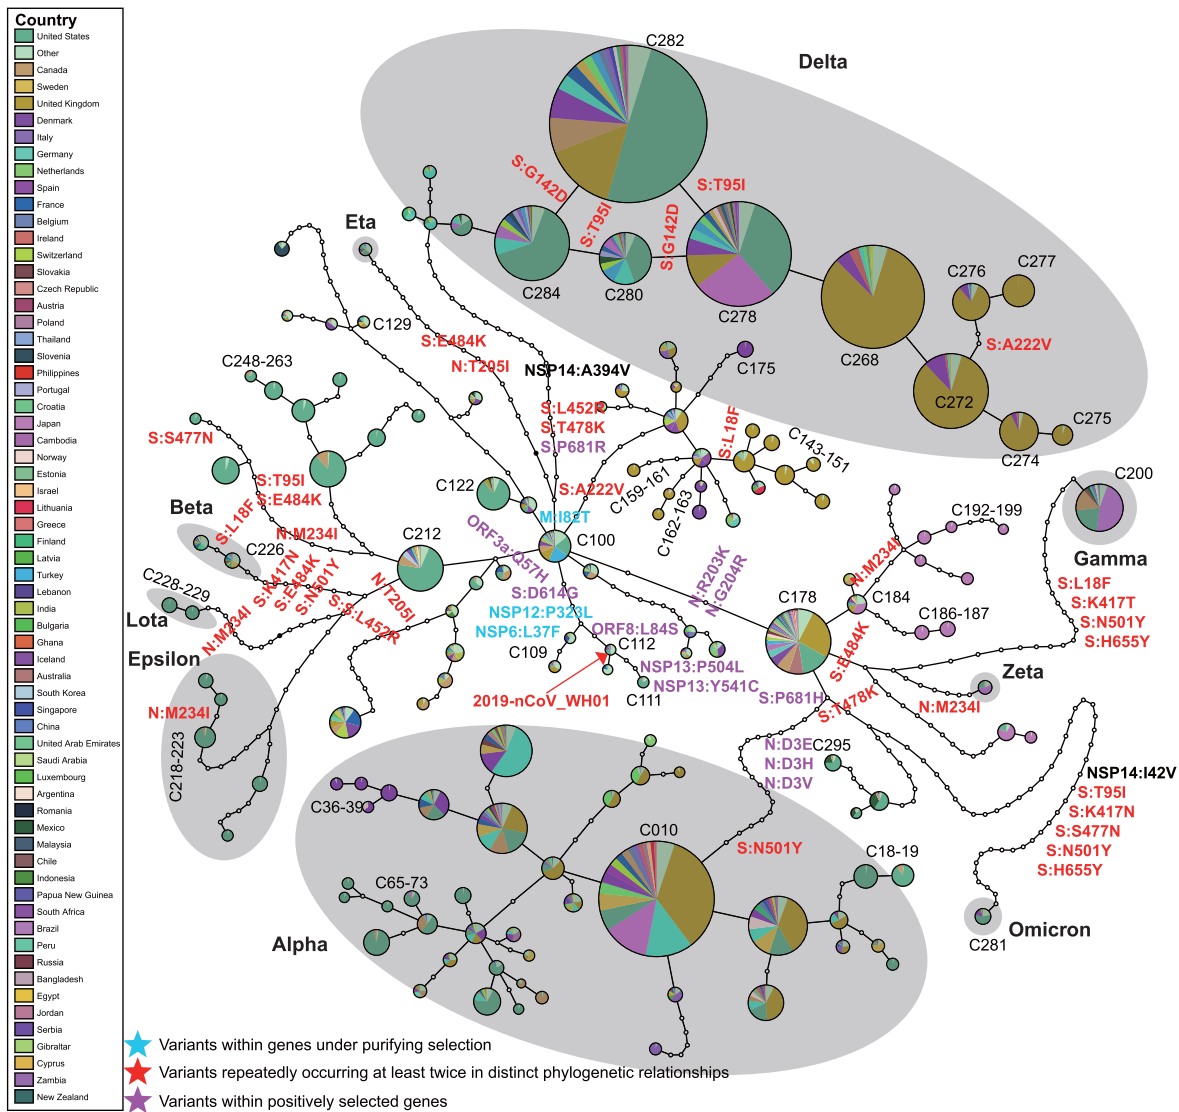 Country
United States
Other
Canada
Sweden
United Kingdom
Denmark
Italy
Germany
Netherlands
Spain
France
Belgium
Ireland
Switzerland
Slovakia
Czech Republic
Austria
Poland
Thailand
Slovenia
Philippines
Portugal
Croatia
Japan
Cambodia
Norway
Estonia
Israel
Lithuania
Greece
Finland
Latvia
Turkey
Lebanon
India
Bulgaria
Ghana
Iceland
Australia
South Korea
Singapore
China
United Arab Emirates
Saudi Arabia
Luxembourg
Argentina
Romania
Mexico
Malaysia
Chile
Indonesia
Papua New Guinea
South Africa
Brazil
Peru
Russia
Bangladesh
Egypt
Jordan
Serbia
Gibraltar
Cyprus
Zambia
New Zealand
C282
Delta
S:G142D
S:T95I
S:T95I
S:G142D
C284
C280
C278
C268
C276
C277
S:A222V
C272
C274
C275
Eta
C129
S:E484K
N:T205I
NSP14:A394V
S:L452R
S:T478K
S:P681R
C175
S:L18F
C143-151
C159-161
C162-163
S:A222V
C248-263
S:S477N
S:T95I
S:E484K
N:M234I
C122
M:I82T
C100
ORF3a:Q57H
S:D614G
NSP12:P323L
NSP6:L37F
Beta
S:L18F
C226
S:K417N
S:E484K
S:N501Y
C212
N:T205I
S:S:L452R
C228-229
Lota
N:M234I
Epsilon
N:M234I
C218-223
C109
ORF8:L84S
C112
C111
2019-nCoV_WH01
NSP13:P504L
NSP13:Y541C
N:R203K
N:G204R
C178
S:P681H
S:E484K
S:T478K
N:M234I
C184
C192-199
C186-187
C200
Gamma
S:L18F
S:K417T
S:N501Y
S:H655Y
Zeta
N:M234I
N:D3E
N:D3H
N:D3V
C295
NSP14:I42V
S:T95I
S:K417N
S:S477N
S:N501Y
S:H655Y
Omicron
C281
C36-39
C010
S:N501Y
C18-19
C65-73
Alpha
Variants within genes under purifying selection
Variants repeatedly occurring at least twice in distinct phylogenetic relationships
Variants within positively selected genes